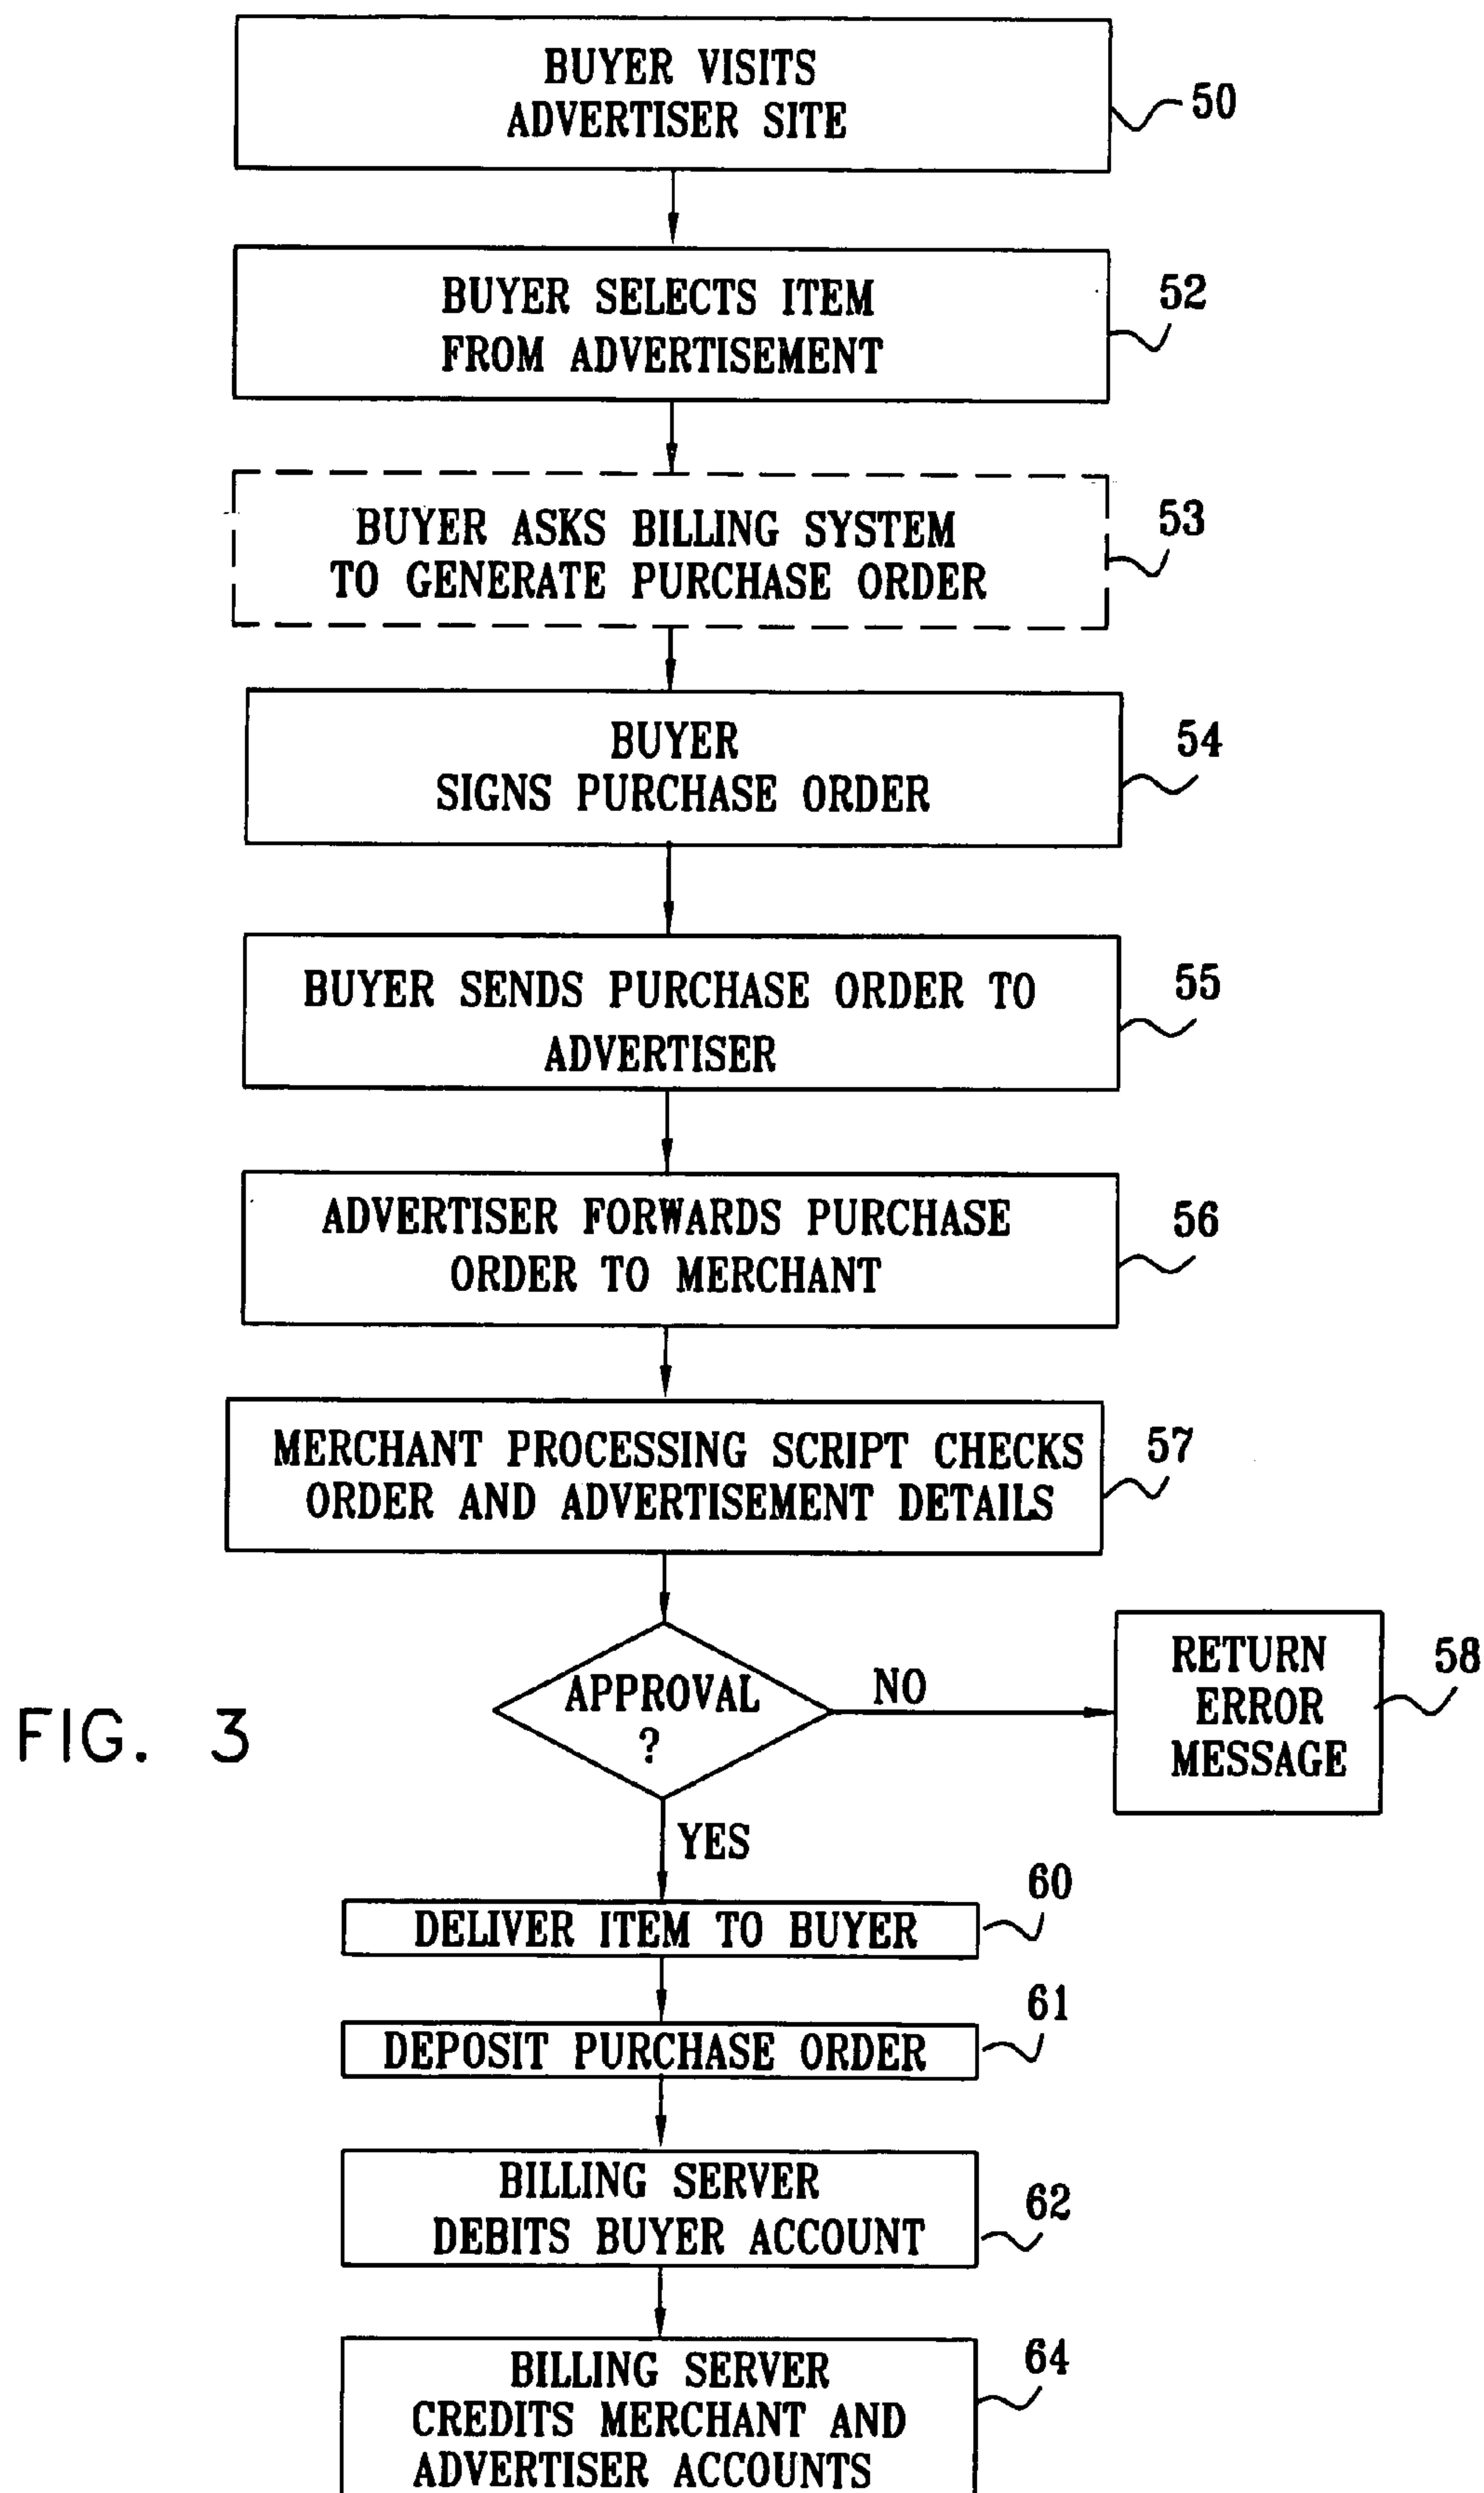 BUYER VISITS
ADVERTISER SITE
50
BUYER SELECTS ITEM
FROM ADVERTISEMENT
52
BUYER ASKS BILLING SYSTEM
TO GENERATE PURCHASE ORDER
53
BUYER
SIGNS PURCHASE ORDER
54
BUYER SENDS PURCHASE ORDER TO
ADVERTISER
55
ADVERTISER FORWARDS PURCHASE
ORDER TO MERCHANT
56
MERCHANT PROCESSING SCRIPT CHECKS
ORDER AND ADVERTISEMENT DETAILS
57
APPROVAL
?
NO
RETURN
ERROR
MESSAGE
58
FIG. 3
YES
DELIVER ITEM TO BUYER
60
DEPOSIT PURCHASE ORDER
61
BILLING SERVER
DEBITS BUYER ACCOUNT
62
BILLING SERVER
CREDITS MERCHANT AND
ADVERTISER ACCOUNTS
64